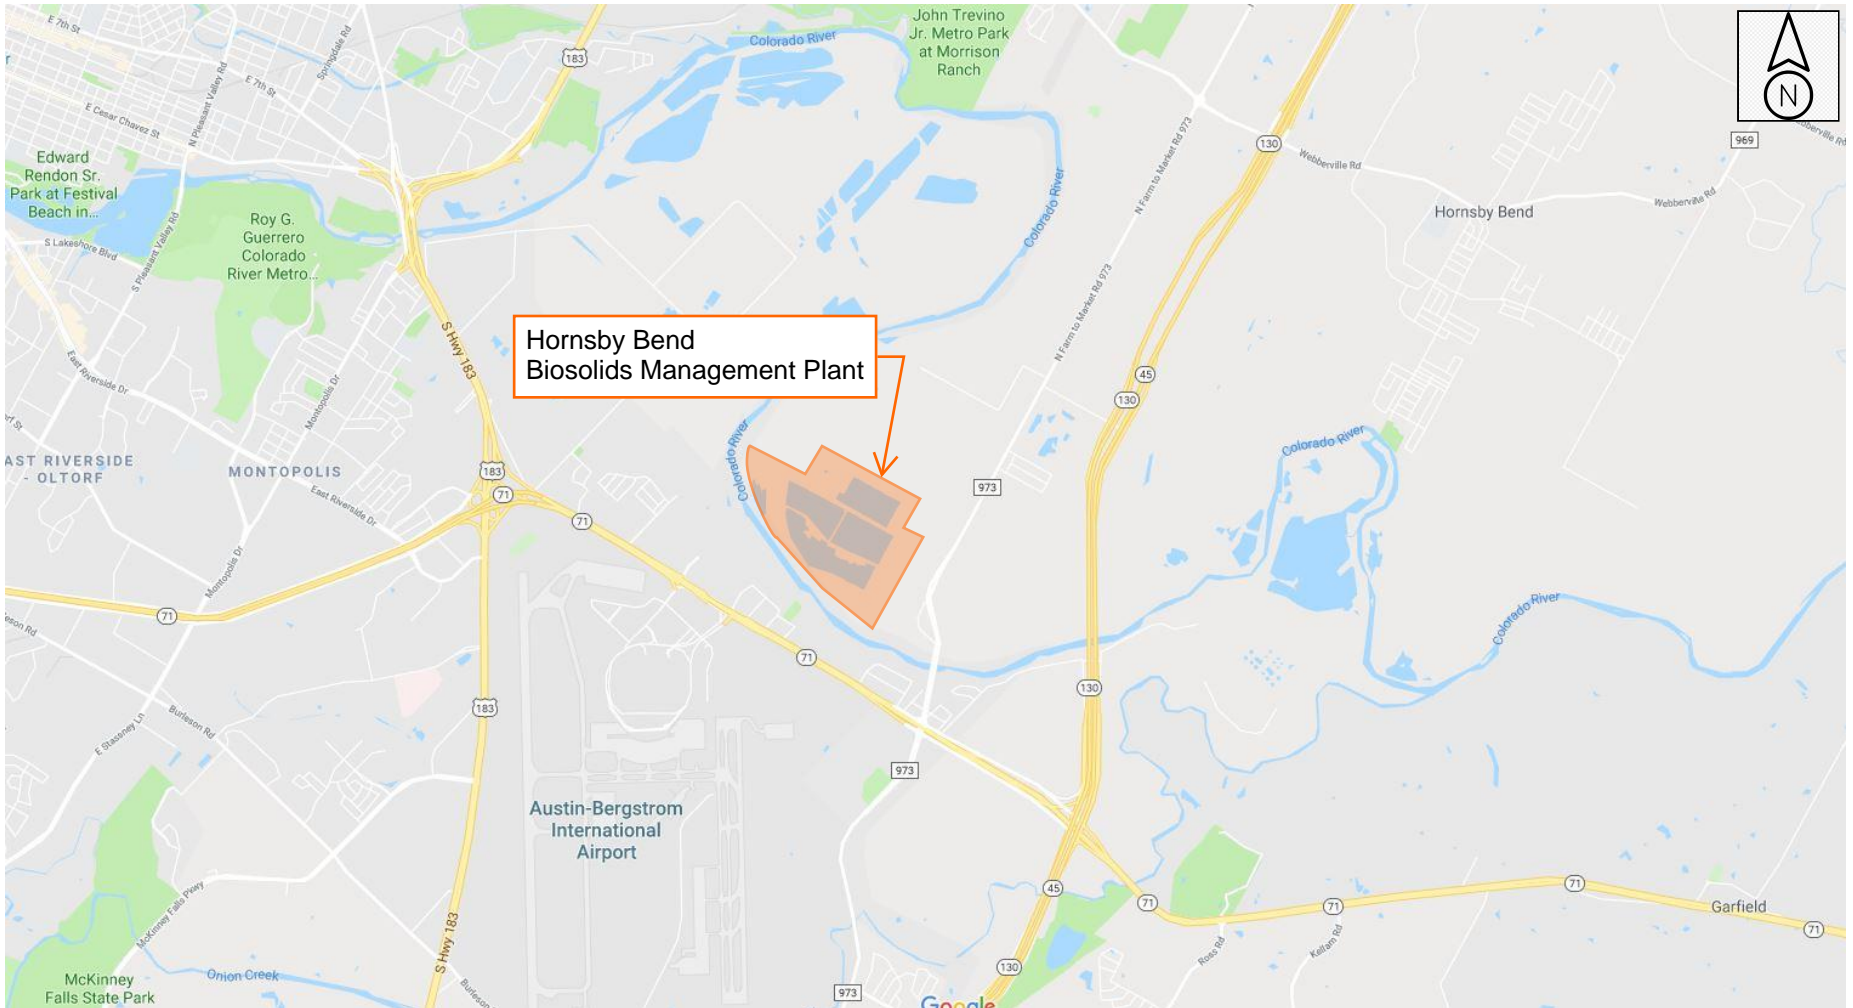 E 7th St
Springdale Rd
183
Colorado River
John Trevino
Jr. Metro Park
at Morrison
Ranch
N
N Pleasant Valley Rd
E 7th St
E Cesar Chavez St
130
Webberville Rd
969
N Farm to Market Rd 973
Edward
Rendon Sr.
Park at Festival
Beach in...
Roy G.
Guerrero
Colorado
River Metro...
S Lakeshore Blvd
S Pleasant Valley Rd
Colorado River
Webberville Rd
Hornsby Bend
N Farm to Market Rd 973
S Hwy 183
Hornsby Bend
Biosolids Management Plant
East Riverside Dr
Montopolis Dr
45
130
Colorado River
Colorado River
AST RIVERSIDE
- OLTORF
MONTOPOLIS
183
71
973
East Riverside Dr
71
Montopolis Dr
71
Colorado River
71
130
E Stassney Ln
Burleson Rd
183
973
Austin-Bergstrom
International
Airport
McKinney Falls Pkwy
S Hwy 183
45
71
71
71
Garfield
71
Ross Rd
Kellam Rd
McKinney
Falls State Park
Onion Creek
130
973
Google